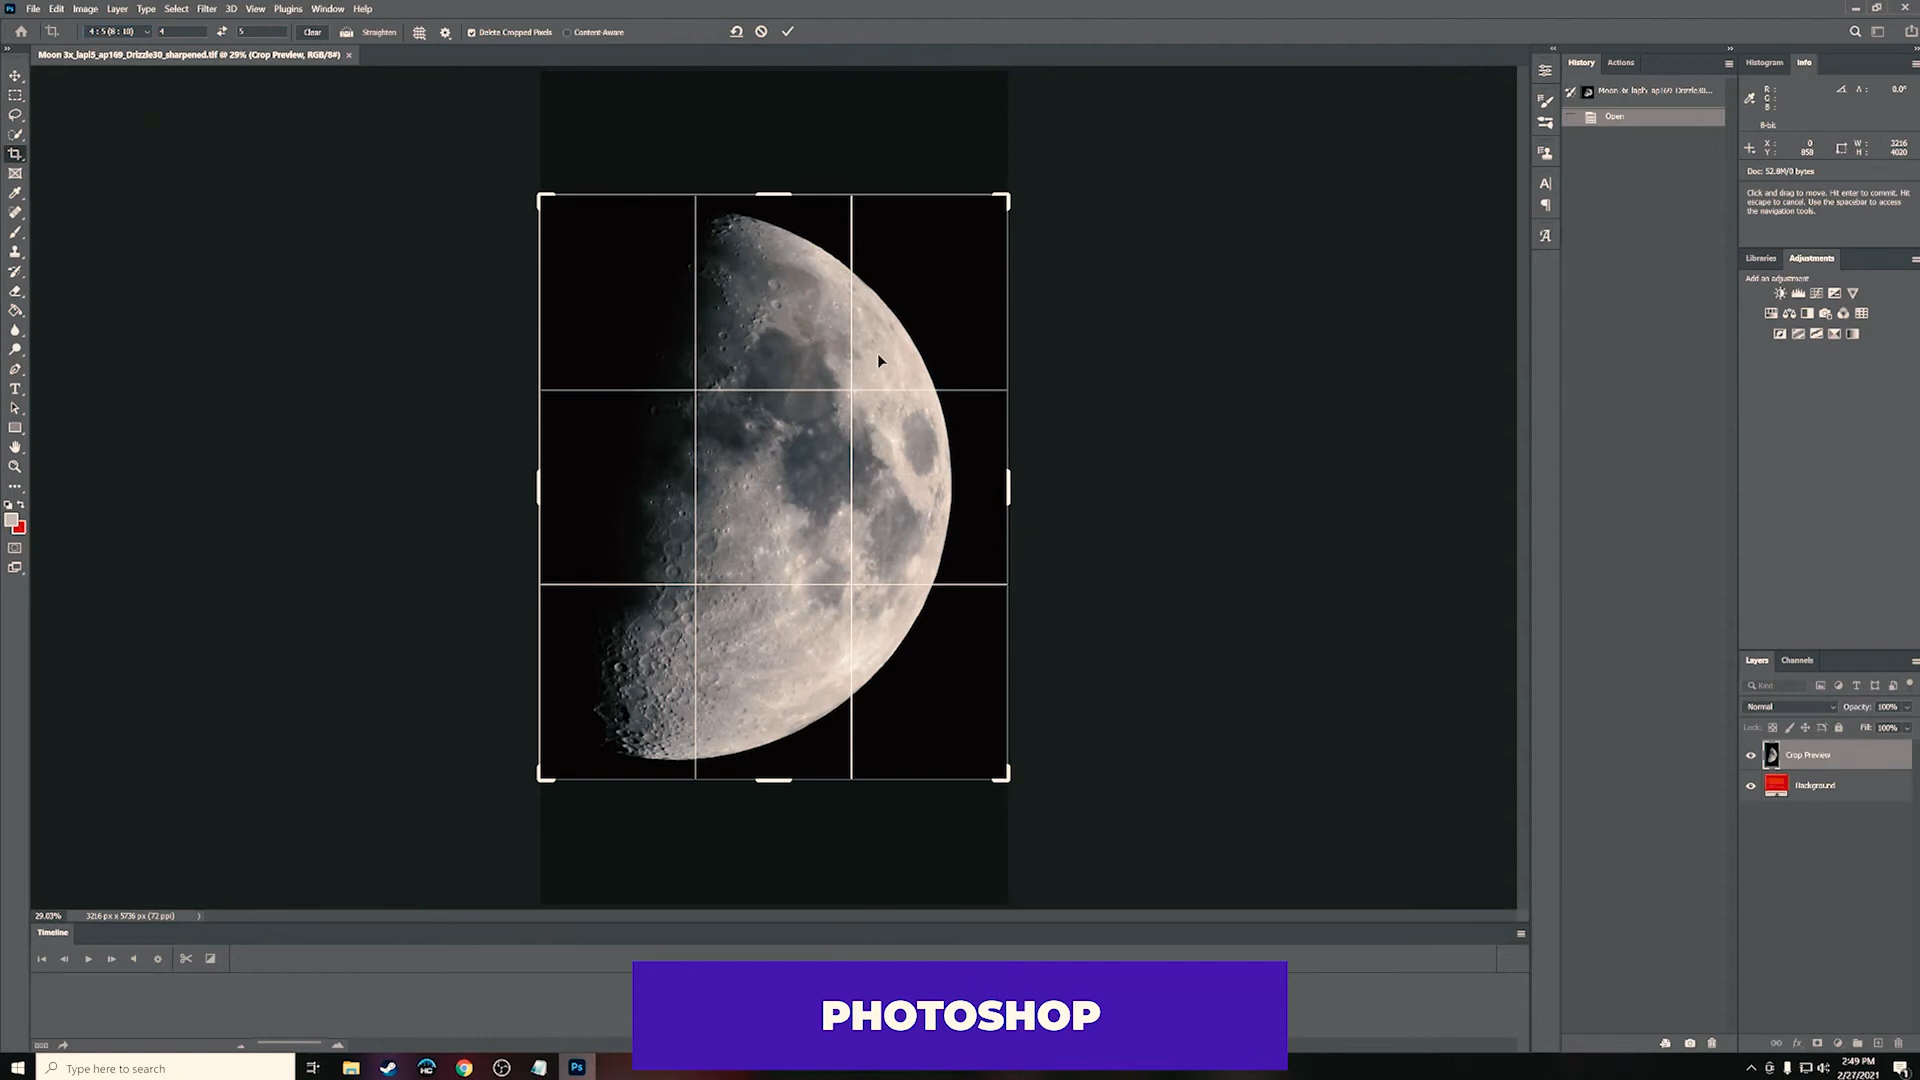 File Edit Image Layer Type Select Filter 3D View Plugins Window Help
4 : 5 (8 : 10) 4 5 Clear Straighten Delete Cropped Pixels Content-Aware
Moon 3x_lapl5_ap169_Drizzle30_sharpened.tif @ 29% (Crop Preview, RGB/8#)
History Actions
Open
Histogram Info
R :
G :
B :
A : 0.0°
8-bit
X : 0
Y : 858
W : 3216
H : 4020
Doc: 52.8M/0 bytes
Click and drag to move. Hit enter to commit. Hit
escape to cancel. Use the spacebar to access
the navigation tools.
Libraries Adjustments
Add an adjustment
Layers Channels
Kind
Normal Opacity: 100%
Lock: Fill: 100%
Crop Preview
Background
29.03% 3216 px x 5736 px (72 ppi)
Timeline
PHOTOSHOP
Type here to search
2:49 PM
2/27/2021